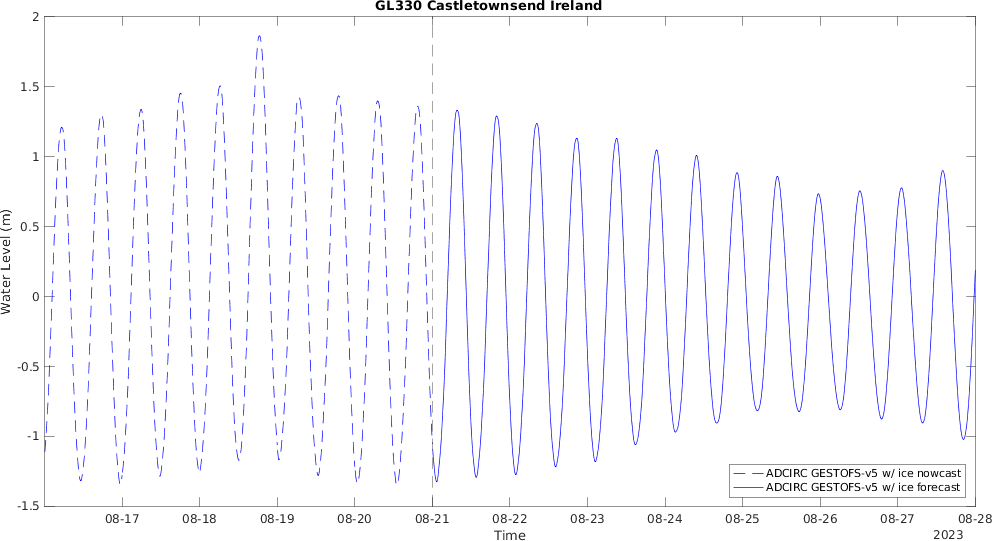 GL330 Castletownsend Ireland
Water Level (m)
2
1.5
1
0.5
0
-0.5
-1
-1.5
ADCIRC GESTOFS-v5 w/ ice nowcast
ADCIRC GESTOFS-v5 w/ ice forecast
08-17 08-18 08-19 08-20 08-21 08-22 08-23 08-24 08-25 08-26 08-27 08-28
Time
2023